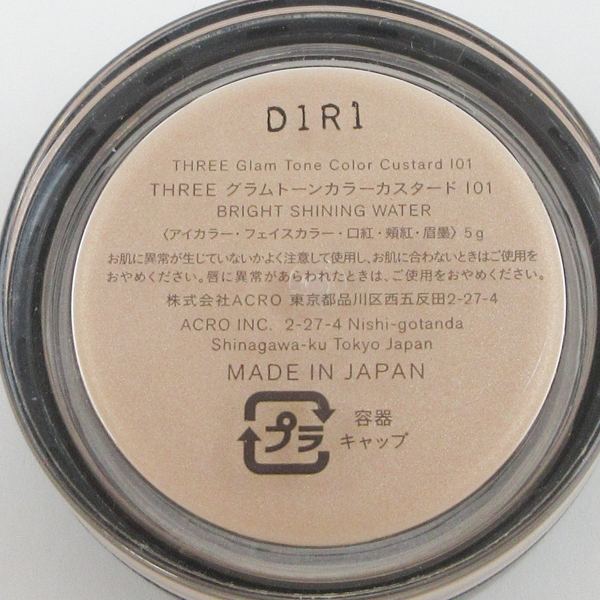 D1R1
THREE Glam Tone Color Custard 101
THREE グラムトーンカラーカスタード 101
BRIGHT SHINING WATER
〈アイカラー・フェイスカラー・口紅・頬紅・眉墨〉5g
お肌に異常が生じていないかよく注意して使用し、お肌に合わないときはご使用を
おやめください。唇に異常があらわれたときは、ご使用をおやめください。
株式会社ACRO 東京都品川区西五反田2-27-4
ACRO INC. 2-27-4 Nishi-gotanda
Shinagawa-ku Tokyo Japan
MADE IN JAPAN
プラ
容器
キャップ